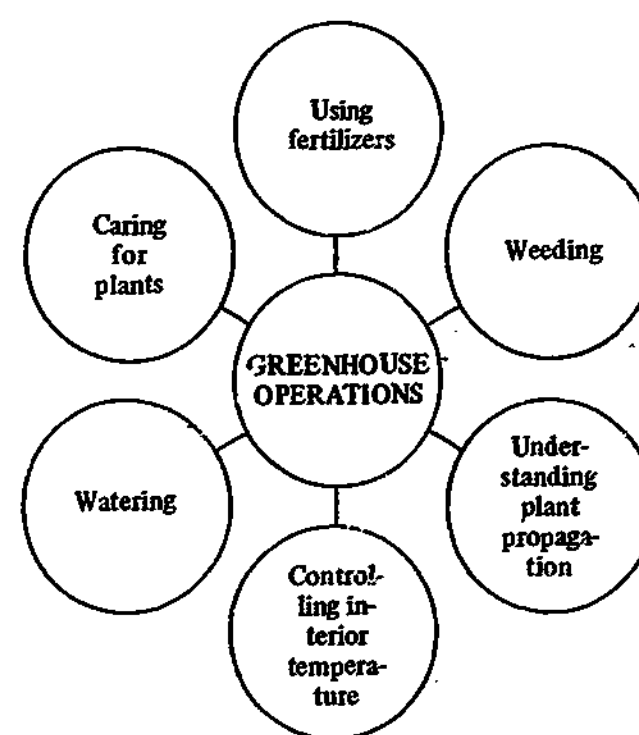 Using
fertilizers
Caring
for
plants
Weeding
GREENHOUSE
OPERATIONS
Watering
Under-
standing
plant
propaga-
tion
Control-
ling in-
terior
tempera-
ture